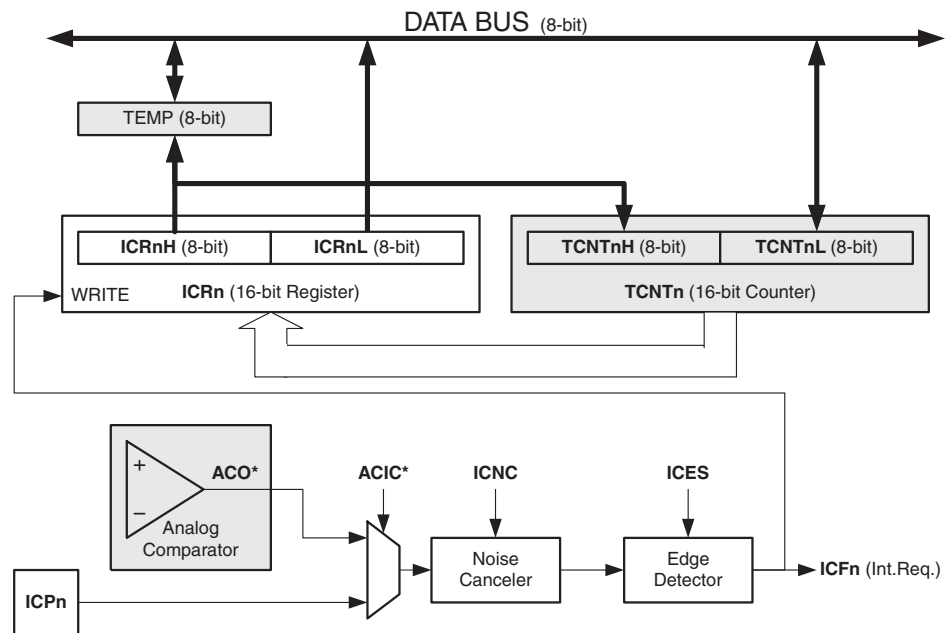 DATA BUS (8-bit)
TEMP (8-bit)
ICRnH (8-bit) ICRnL (8-bit)
TCNTnH (8-bit) TCNTnL (8-bit)
WRITE ICRn (16-bit Register)
TCNTn (16-bit Counter)
+
−
ACO*
Analog
Comparator
ACIC*
ICNC
ICES
Noise
Canceler
Edge
Detector
ICFn (Int.Req.)
ICPn